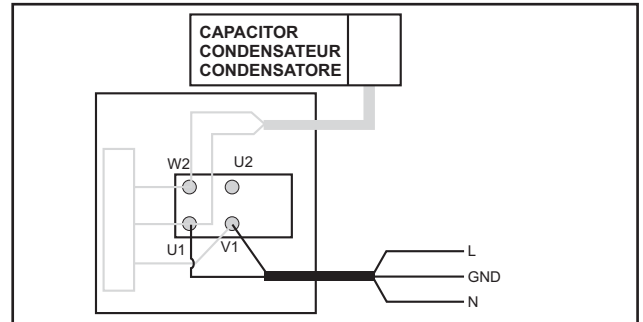 CAPACITOR
CONDENSATEUR
CONDENSATORE
W2
U2
U1
V1
L
GND
N